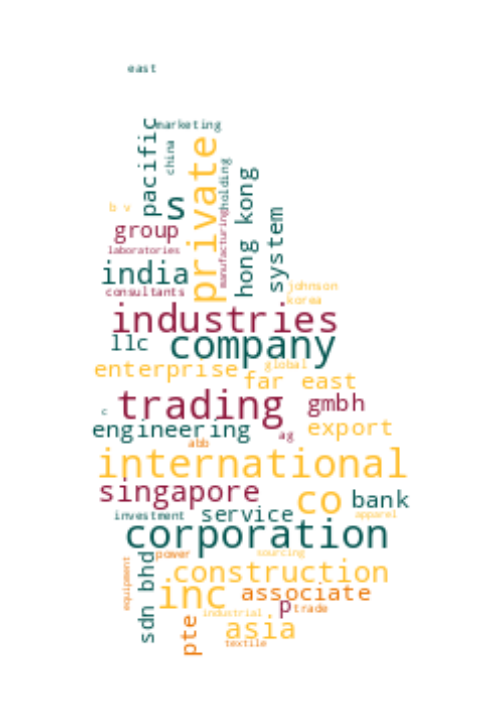 east
marketing
pacific
china
private
holding
manufacturing
hong kong
system
b v
s
group
laboratories
india
consultants
johnson
korea
industries
llc
company
enterprise
global
far east
c
trading
gmbh
engineering
ag
export
abb
international
singapore
co
bank
investment
service
apparel
corporation
sdn bhd
power
sourcing
equipment
construction
inc
associate
p
trade
industrial
pte
asia
textile